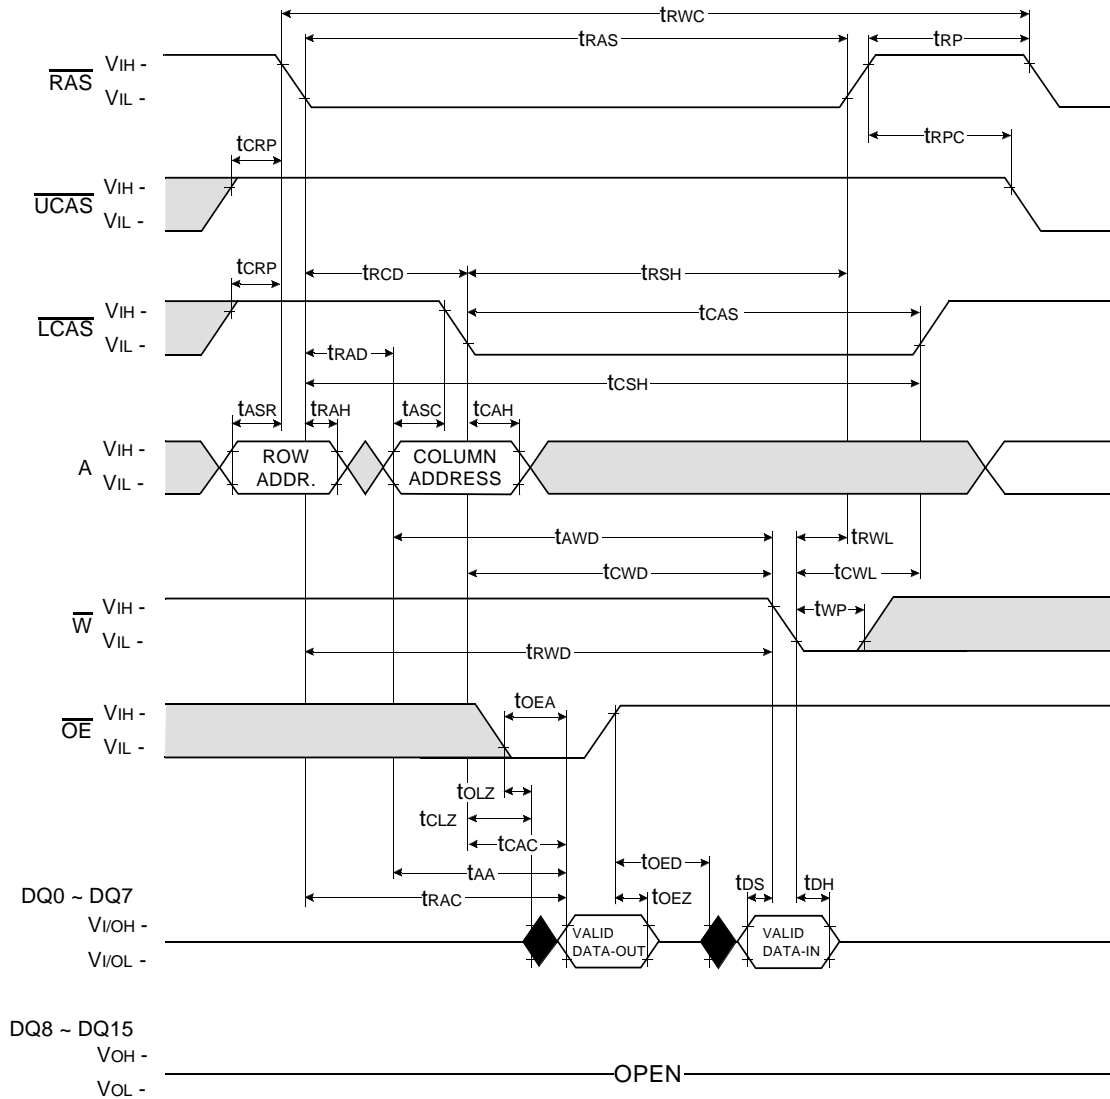 tRWC
tRAS
tRP
RAS
VIH -
VIL -
tCRP
tRPC
UCAS
VIH -
VIL -
tCRP
tRCD
tRSH
LCAS
VIH -
VIL -
tCAS
tRAD
tCSH
tASR
tRAH
tASC
tCAH
A
VIH -
VIL -
ROW
ADDR.
COLUMN
ADDRESS
tAWD
tRWL
tCWD
tCWL
W
VIH -
VIL -
tWP
tRWD
OE
VIH -
VIL -
tOEA
tOLZ
tCLZ
tCAC
tOED
tAA
tDS
tDH
tRAC
tOEZ
DQ0 ~ DQ7
VI/OH -
VI/OL -
VALID
DATA-OUT
VALID
DATA-IN
DQ8 ~ DQ15
VOH -
VOL -
OPEN